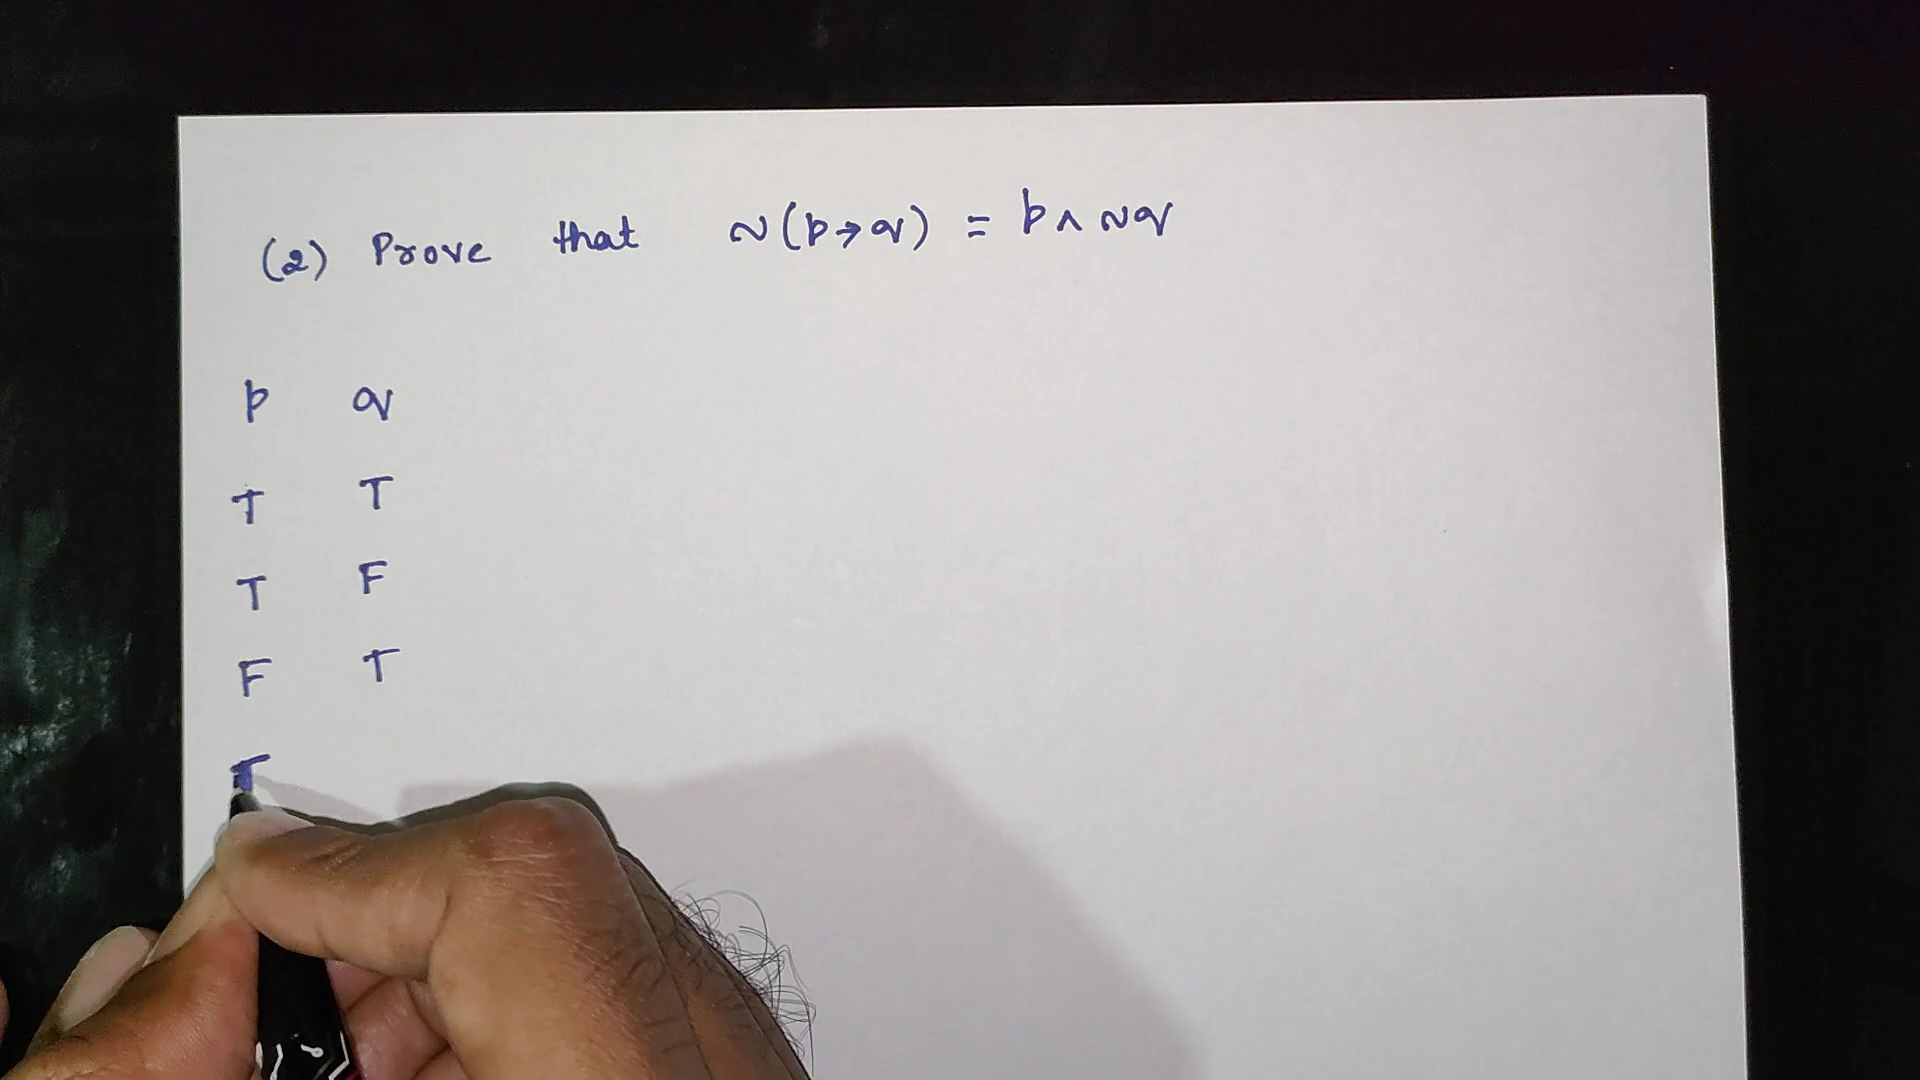 (2) Prove that ~(p→q) = p∧~q
p q
T T
T F
F T